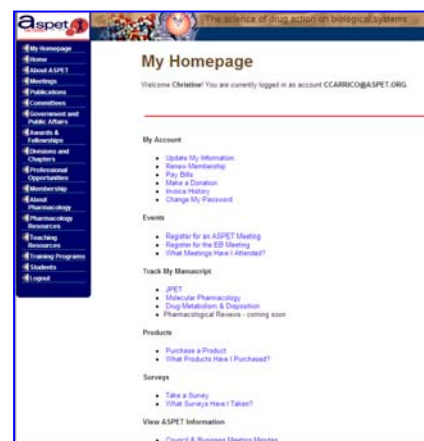 aspet
The science of drug action on biological systems
My Homepage
Home
About ASPET
Meetings
Publications
Committees
Government and
Public Affairs
Awards &
Fellowships
Divisions and
Chapters
Professional
Opportunities
Membership
About
Pharmacology
Pharmacology
Resources
Teaching
Resources
Training Programs
Students
Logout
My Homepage
Welcome Christine! You are currently logged in as account CCARRICO@ASPET.ORG.
My Account
Update My Information
Renew Membership
Pay Bills
Make a Donation
Invoice History
Change My Password
Events
Register for an ASPET Meeting
Register for the EB Meeting
What Meetings Have I Attended?
Track My Manuscript
JPET
Molecular Pharmacology
Drug Metabolism & Disposition
Pharmacological Reviews - coming soon
Products
Purchase a Product
What Products Have I Purchased?
Surveys
Take a Survey
What Surveys Have I Taken?
View ASPET Information
Council & Business Meeting Minutes